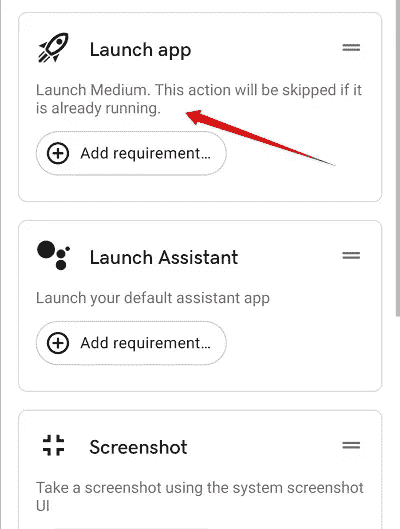 Launch app
Launch Medium. This action will be skipped if it
is already running.
Add requirement...
Launch Assistant
Launch your default assistant app
Add requirement...
Screenshot
Take a screenshot using the system screenshot
UI